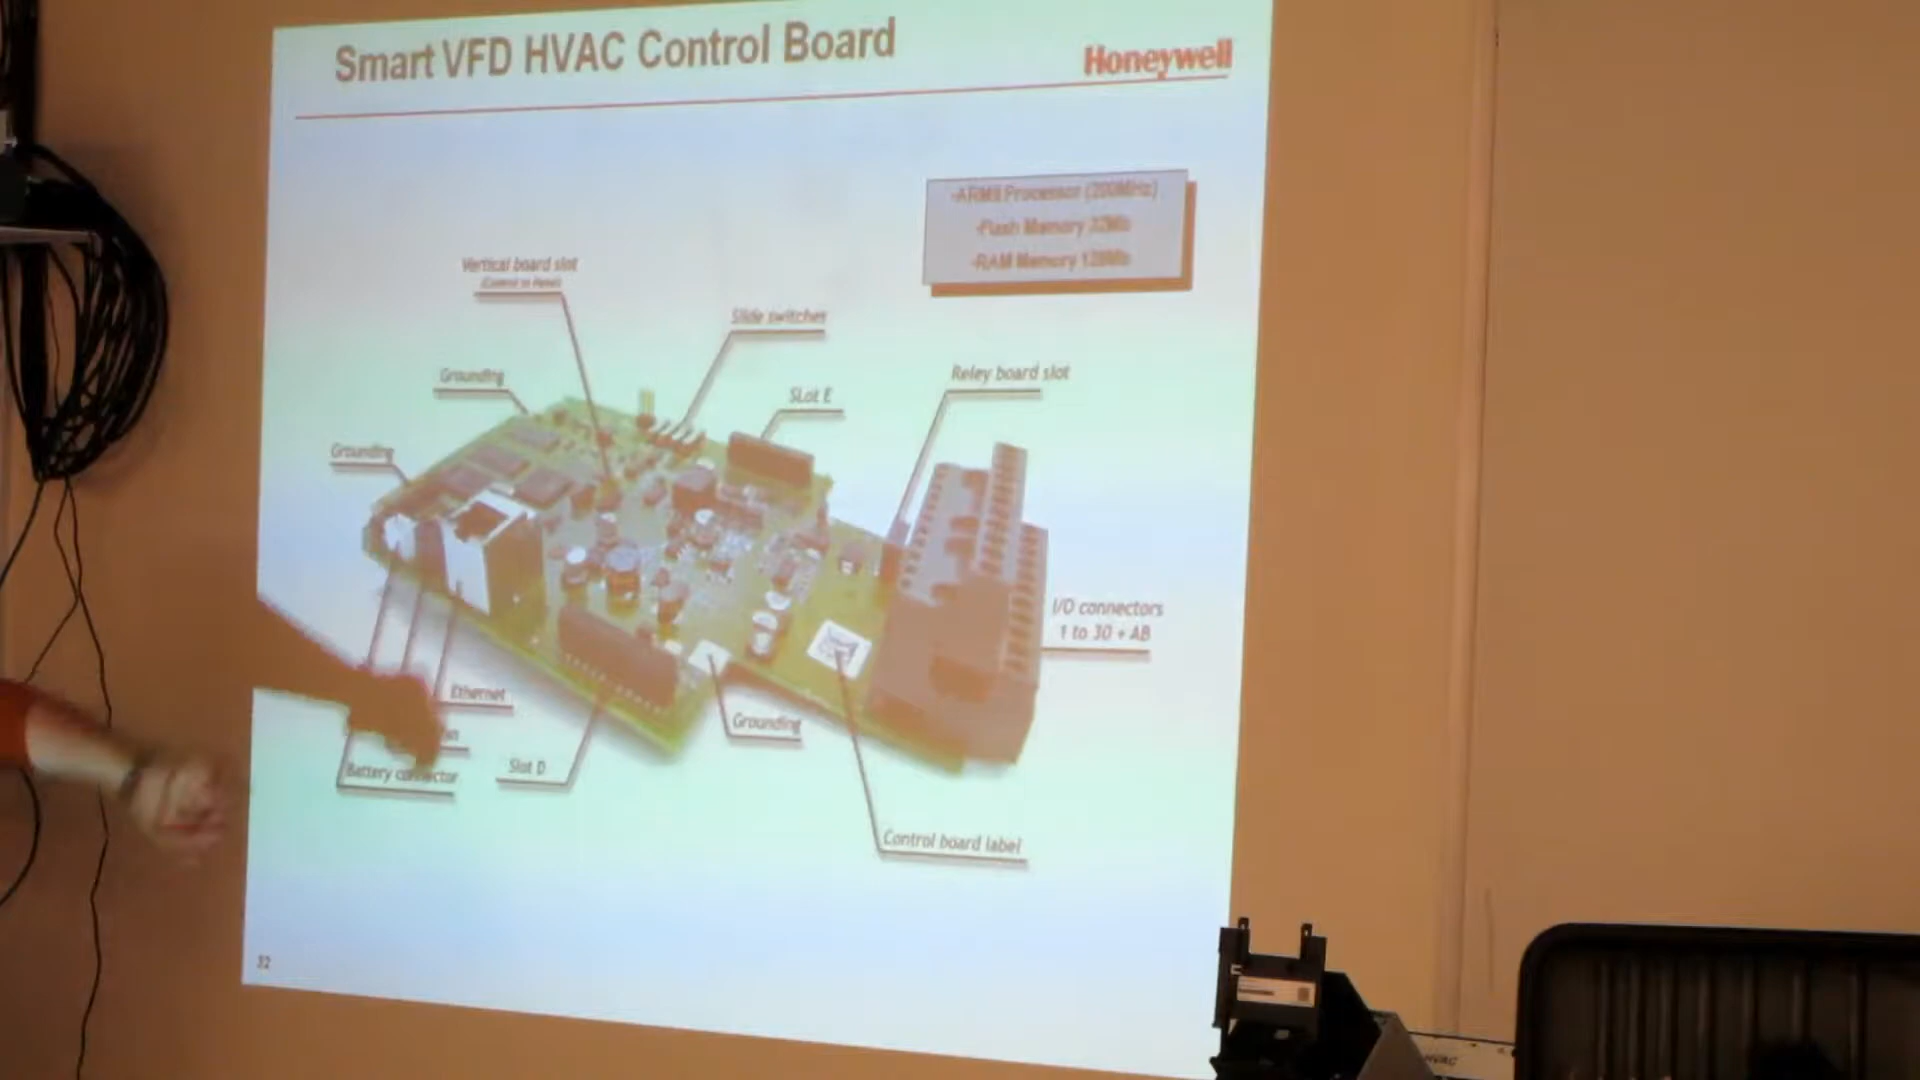 Smart VFD HVAC Control Board
Honeywell
Processor (200MHz)
-Flash Memory 32Mb
-RAM Memory 128Mb
Vertical board slot
Slide switches
Grounding
SLot E
Reley board slot
Grounding
I/O connectors
1 to 30 + AB
Ethernet
Grounding
Battery connector
Slot D
Control board label
32
HVAC